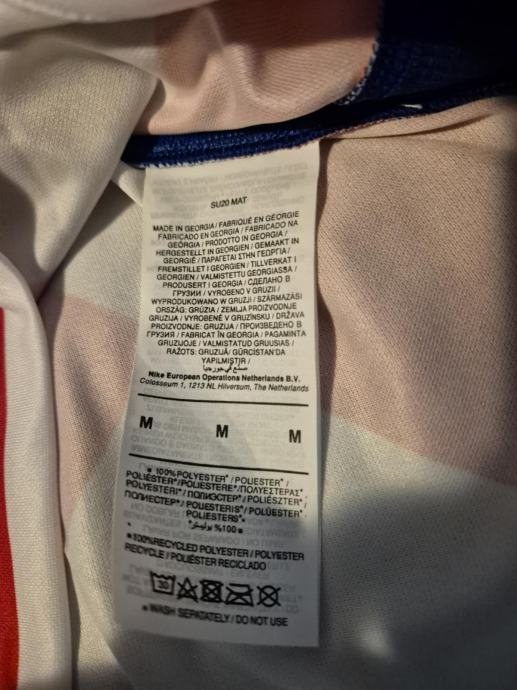 SU20 MAT
MADE IN GEORGIA / FABRIQUÉ EN GÉORGIE
FABRICADO EN GEORGIA / FABRICADO NA
GEÓRGIA / PRODOTTO IN GEORGIA /
HERGESTELLT IN GEORGIEN / GEMAAKT IN
GEORGIË / ΠΑΡΑΓΕΤΑΙ ΣΤΗΝ ΓΕΩΡΓΙΑ /
FREMSTILLET I GEORGIEN / TILLVERKAT I
GEORGIEN / VALMISTETTU GEORGIASSA /
PRODUSERT I GEORGIA / СДЕЛАНО В
ГРУЗИИ / VYROBENO V GRUZII /
WYPRODUKOWANO W GRUZJI / SZÁRMAZÁSI
ORSZÁG: GRÚZIA / ZEMLJA PROIZVODNJE
GRUZIJA / VYROBENÉ V GRUZÍNSKU / DRŽAVA
PROIZVODNJE: GRUZIJA / ПРОИЗВЕДЕНО В
ГРУЗИЯ / FABRICAT ÎN GEORGIA / PAGAMINTA
GRUZIJOJE / VALMISTATUD GRUUSIAS /
RAŽOTS: GRUZIJĀ / GÜRCİSTAN'DA
YAPILMIŞTIR /
صنع في جورجيا
Nike European Operations Netherlands B.V.
Colosseum 1, 1213 NL Hilversum, The Netherlands
M M M
100% POLYESTER* / POLIESTER* /
POLIÉSTER* / POLIESTERE* / ΠΟΛΥΕΣΤΕΡΑΣ*
POLYESTERI* / ПОЛИЭСТЕР* / POLIÉSZTER* /
ПОЛИЕСТЕР* / POLIESTERIS* / POLÜESTER*
POLIESTERS*
%100 بوليستر*
*100% RECYCLED POLYESTER / POLYESTER
RECYCLÉ / POLIÉSTER RECICLADO
30
WASH SEPARATELY / DO NOT USE